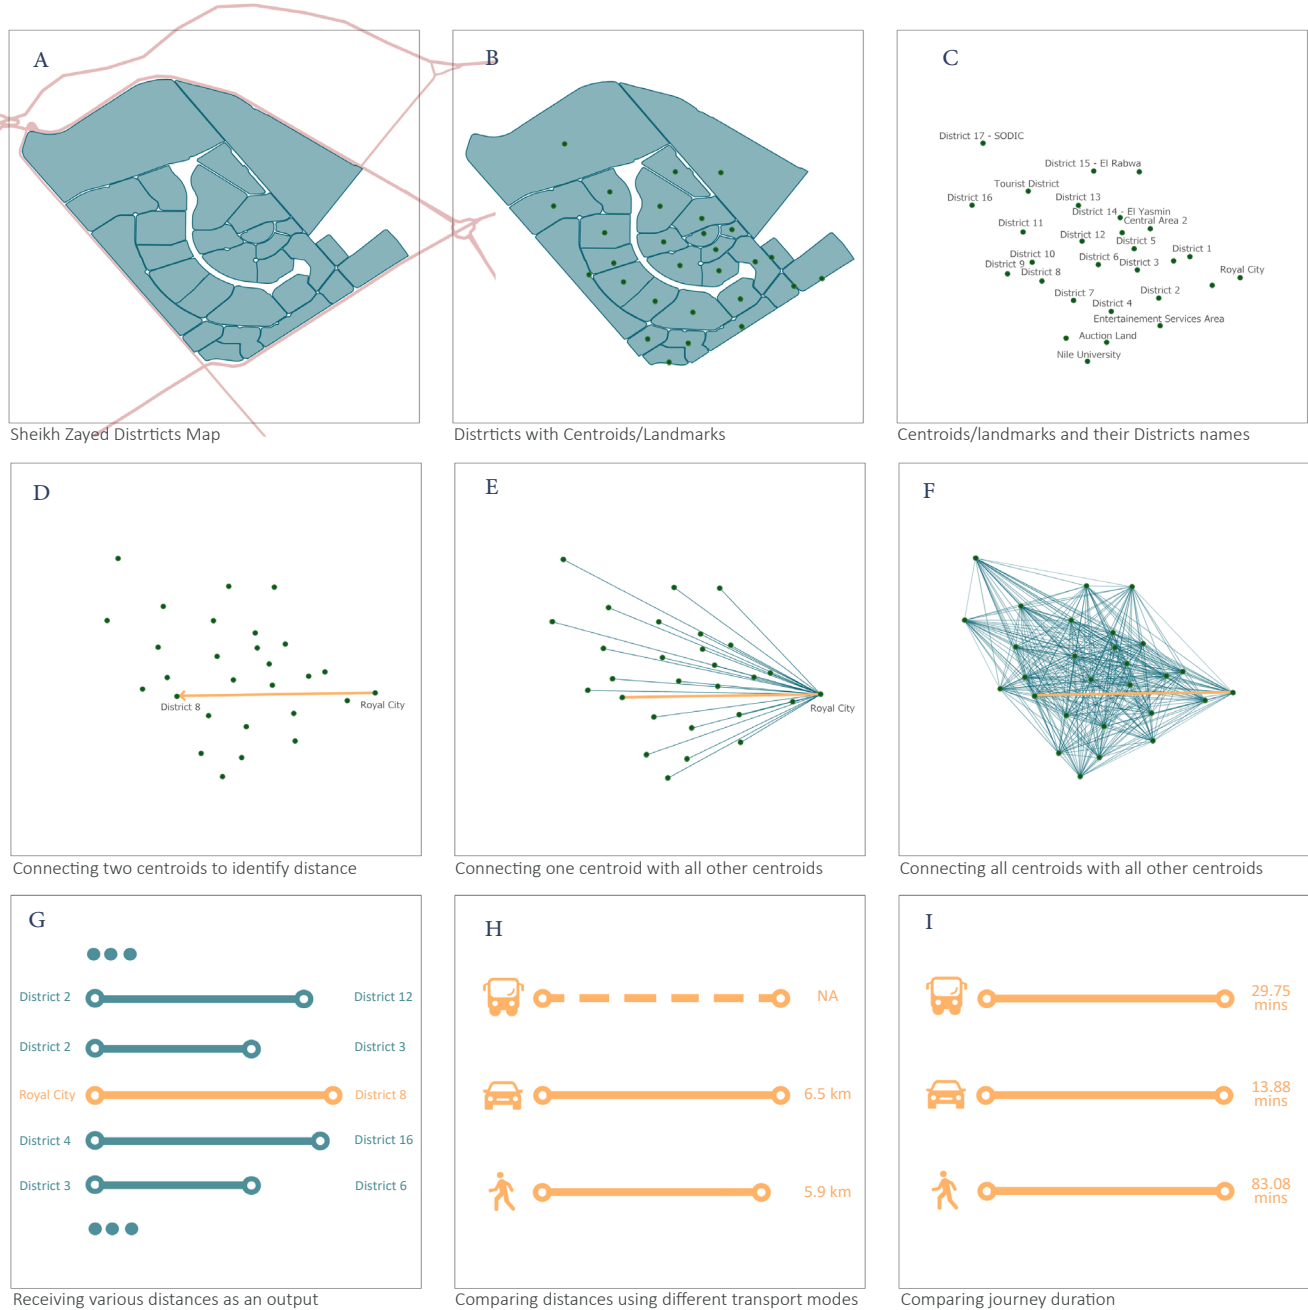 A
B
C
District 17 - SODIC
District 15 - El Rabwa
Tourist District
District 16
District 13
District 14 - El Yasmin
Central Area 2
District 11
District 12
District 5
District 1
District 10
District 6
District 9
District 3
District 8
Royal City
District 7
District 2
District 4
Entertainement Services Area
Auction Land
Nile University
Sheikh Zayed Distrticts Map
Distrticts with Centroids/Landmarks
Centroids/landmarks and their Districts names
D
District 8
Royal City
E
Royal City
F
Connecting two centroids to identify distance
Connecting one centroid with all other centroids
Connecting all centroids with all other centroids
G
District 2 District 12
District 2 District 3
Royal City District 8
District 4 District 16
District 3 District 6
H
NA
6.5 km
5.9 km
I
29.75
mins
13.88
mins
83.08
mins
Receiving various distances as an output
Comparing distances using different transport modes
Comparing journey duration